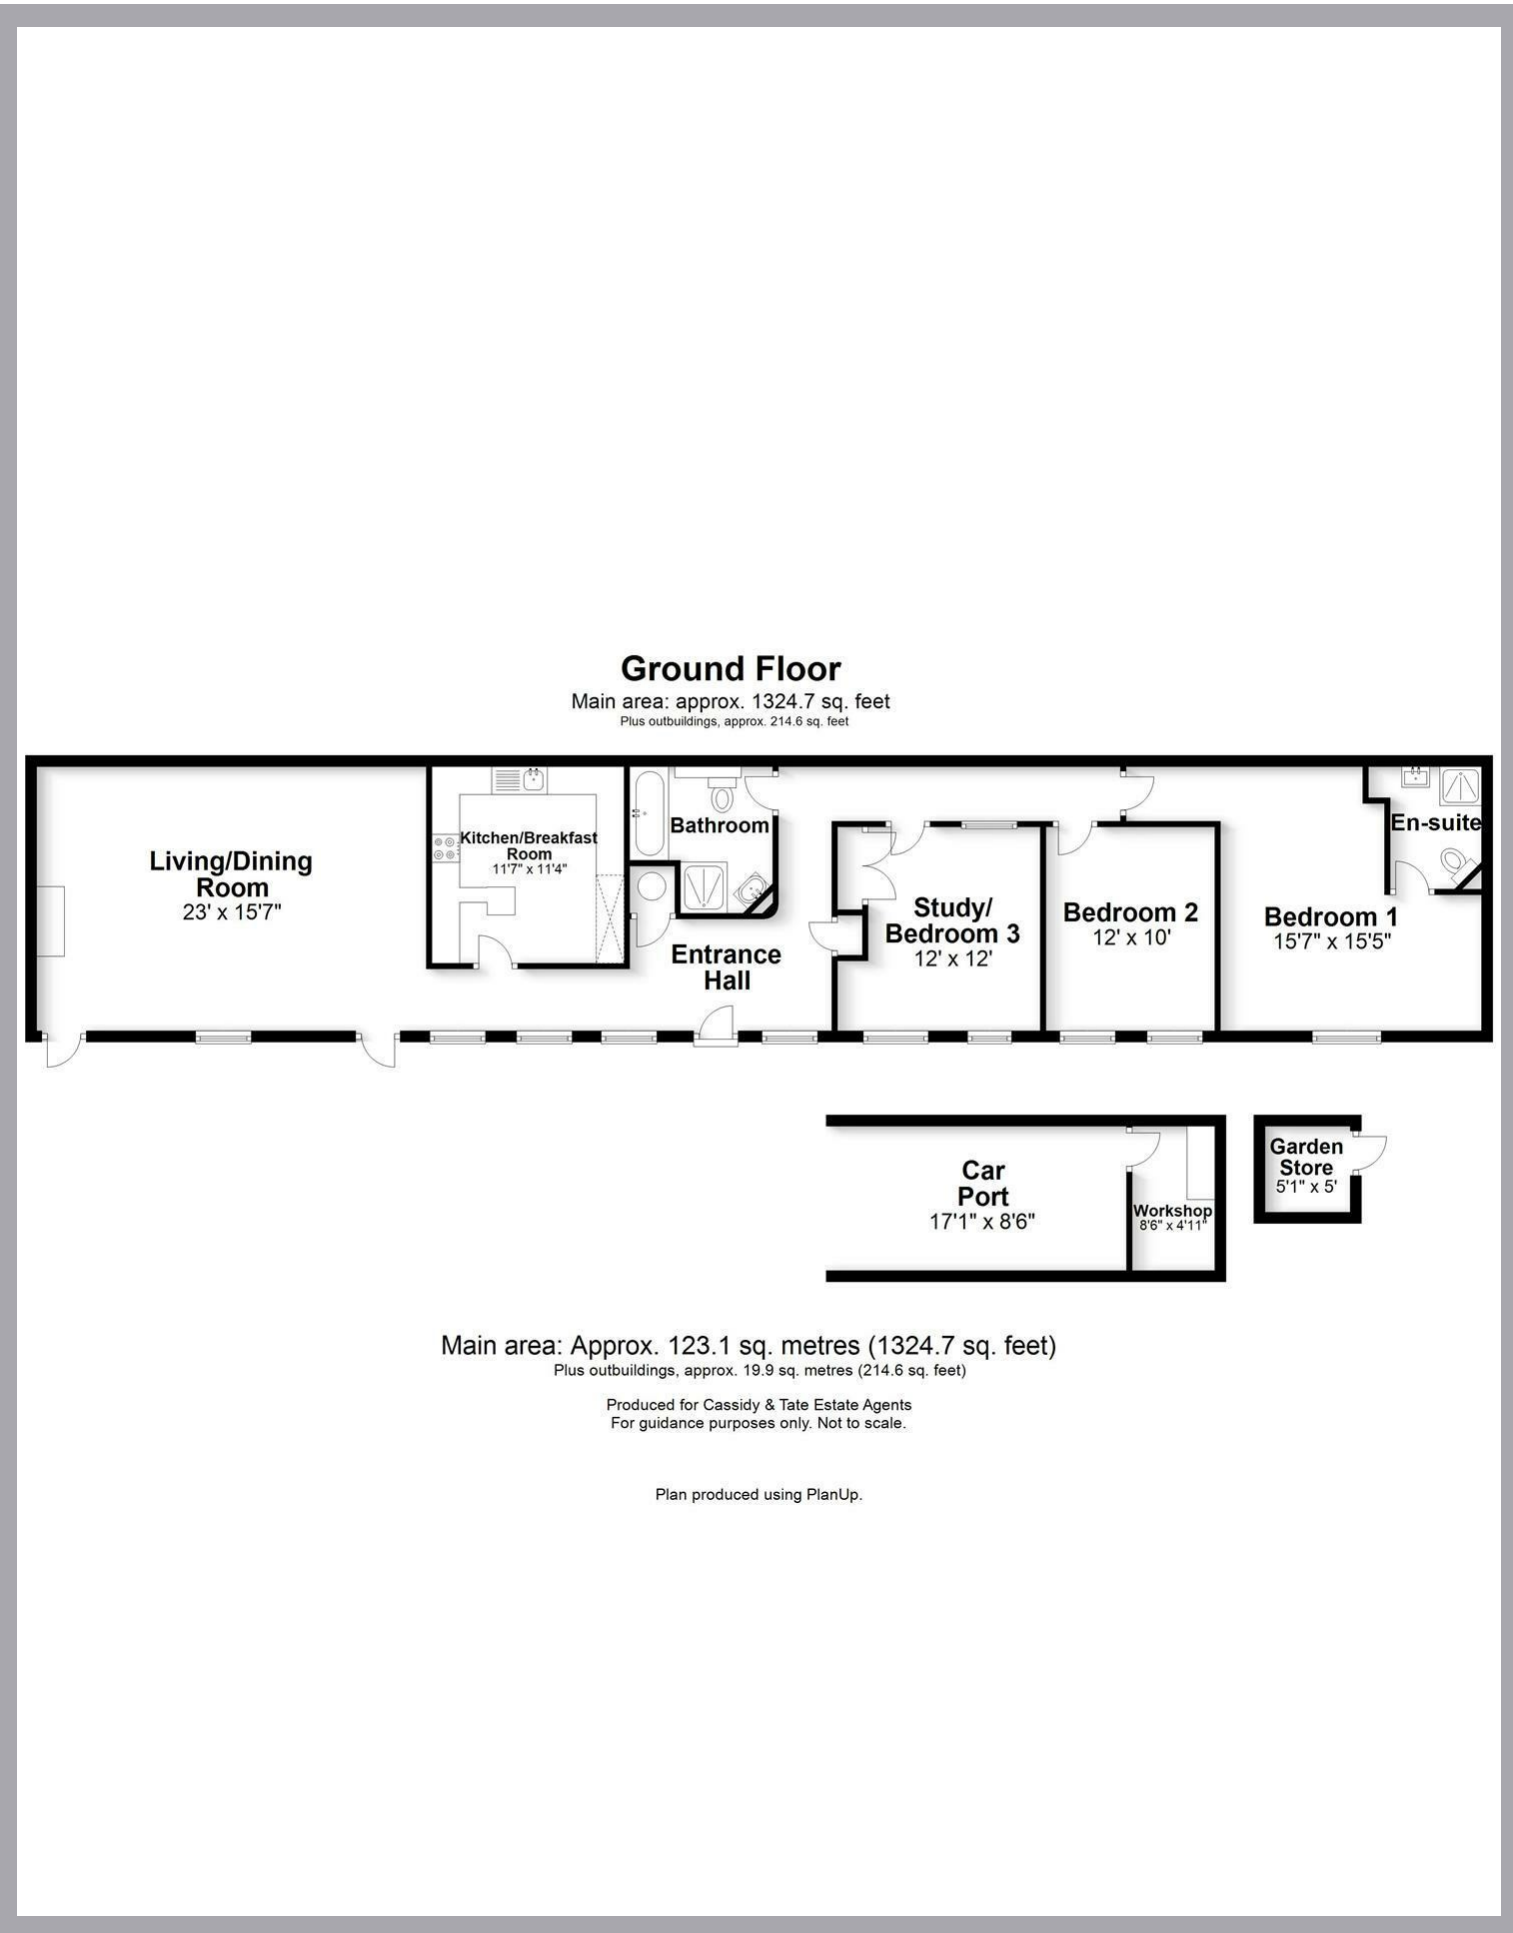 Ground Floor
Main area: approx. 1324.7 sq. feet
Plus outbuildings, approx. 214.6 sq. feet
Living/Dining
Room
23' x 15'7"
Kitchen/Breakfast
Room
11'7" x 11'4"
Bathroom
Entrance
Hall
Study/
Bedroom 3
12' x 12'
Bedroom 2
12' x 10'
Bedroom 1
15'7" x 15'5"
En-suite
Car
Port
17'1" x 8'6"
Workshop
8'6" x 4'11"
Garden
Store
5'1" x 5'
Main area: Approx. 123.1 sq. metres (1324.7 sq. feet)
Plus outbuildings, approx. 19.9 sq. metres (214.6 sq. feet)
Produced for Cassidy & Tate Estate Agents
For guidance purposes only. Not to scale.
Plan produced using PlanUp.